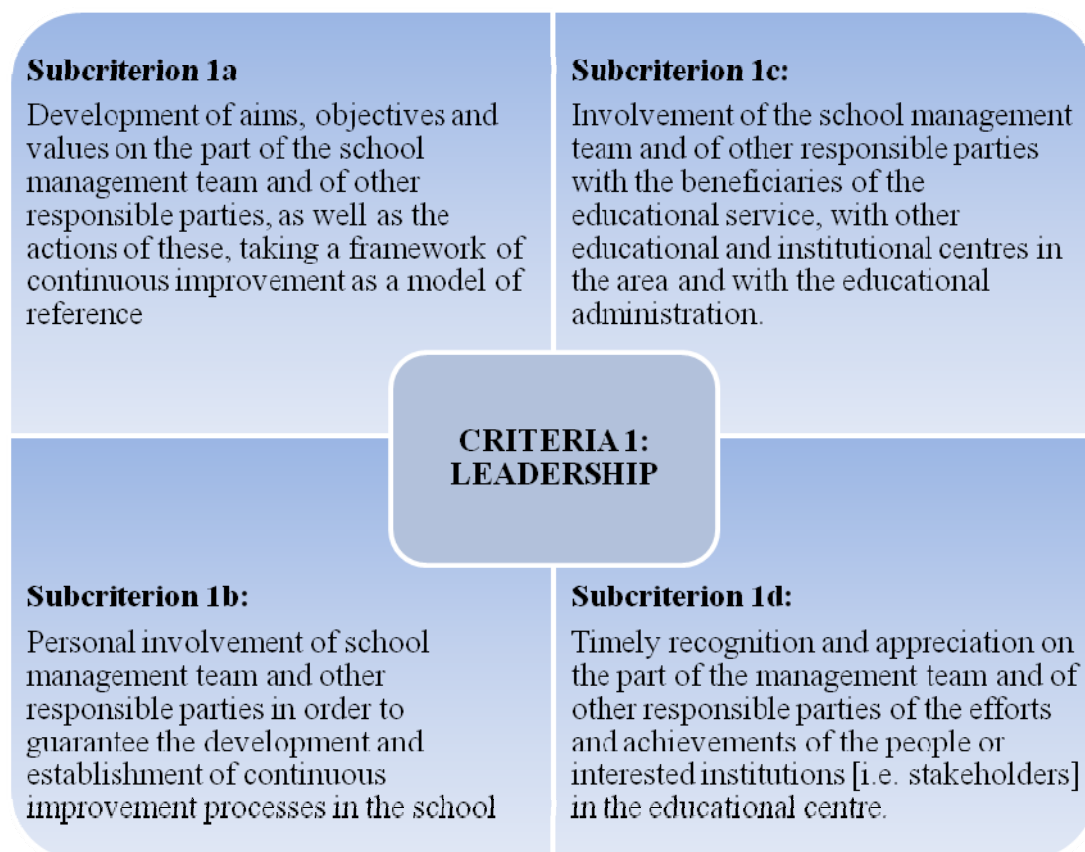 Subcriterion 1a
Development of aims, objectives and
values on the part of the school
management team and of other
responsible parties, as well as the
actions of these, taking a framework of
continuous improvement as a model of
reference
Subcriterion 1c:
Involvement of the school management
team and of other responsible parties
with the beneficiaries of the
educational service, with other
educational and institutional centres in
the area and with the educational
administration.
CRITERIA 1:
LEADERSHIP
Subcriterion 1b:
Personal involvement of school
management team and other
responsible parties in order to
guarantee the development and
establishment of continuous
improvement processes in the school
Subcriterion 1d:
Timely recognition and appreciation on
the part of the management team and of
other responsible parties of the efforts
and achievements of the people or
interested institutions [i.e. stakeholders]
in the educational centre.